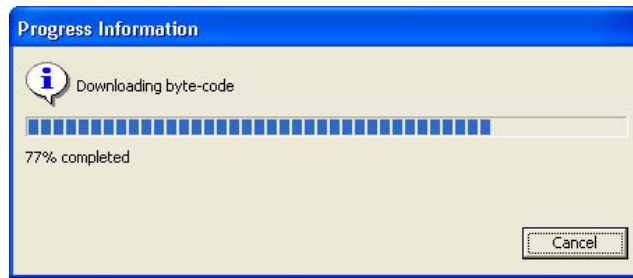 Progress Information
Downloading byte-code
77% completed
Cancel